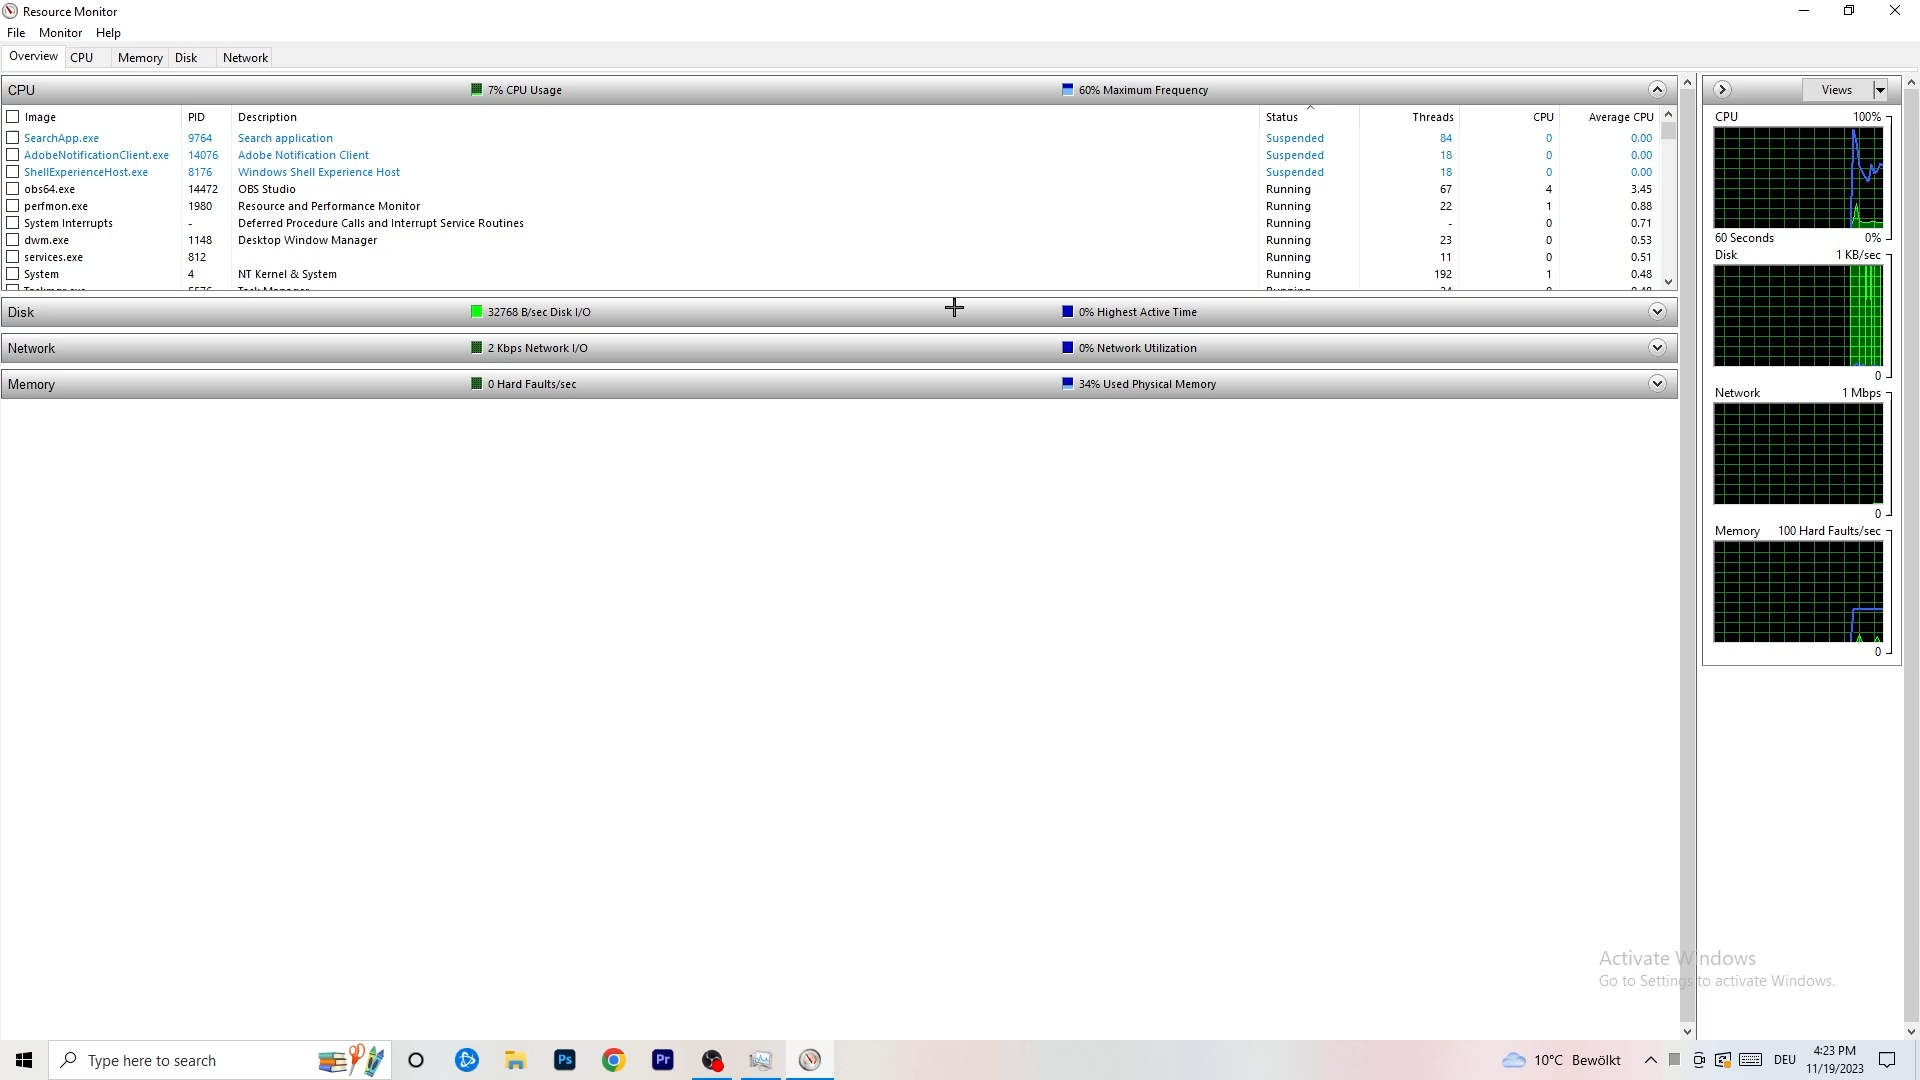 Resource Monitor
File Monitor Help
Overview CPU Memory Disk Network
CPU 7% CPU Usage 60% Maximum Frequency
Image PID Description Status Threads CPU Average CPU
SearchApp.exe 9764 Search application Suspended 84 0 0.00
AdobeNotificationClient.exe 14076 Adobe Notification Client Suspended 18 0 0.00
ShellExperienceHost.exe 8176 Windows Shell Experience Host Suspended 18 0 0.00
obs64.exe 14472 OBS Studio Running 67 4 3.45
perfmon.exe 1980 Resource and Performance Monitor Running 22 1 0.88
System Interrupts - Deferred Procedure Calls and Interrupt Service Routines Running - 0 0.71
dwm.exe 1148 Desktop Window Manager Running 23 0 0.53
services.exe 812 Running 11 0 0.51
System 4 NT Kernel & System Running 192 1 0.48
Disk 32768 B/sec Disk I/O 0% Highest Active Time
Network 2 Kbps Network I/O 0% Network Utilization
Memory 0 Hard Faults/sec 34% Used Physical Memory
Views
CPU 100%
60 Seconds 0%
Disk 1 KB/sec
0
Network 1 Mbps
0
Memory 100 Hard Faults/sec
0
Activate Windows
Go to Settings to activate Windows.
Type here to search
Ps
Pr
10°C Bewölkt
DEU
4:23 PM
11/19/2023